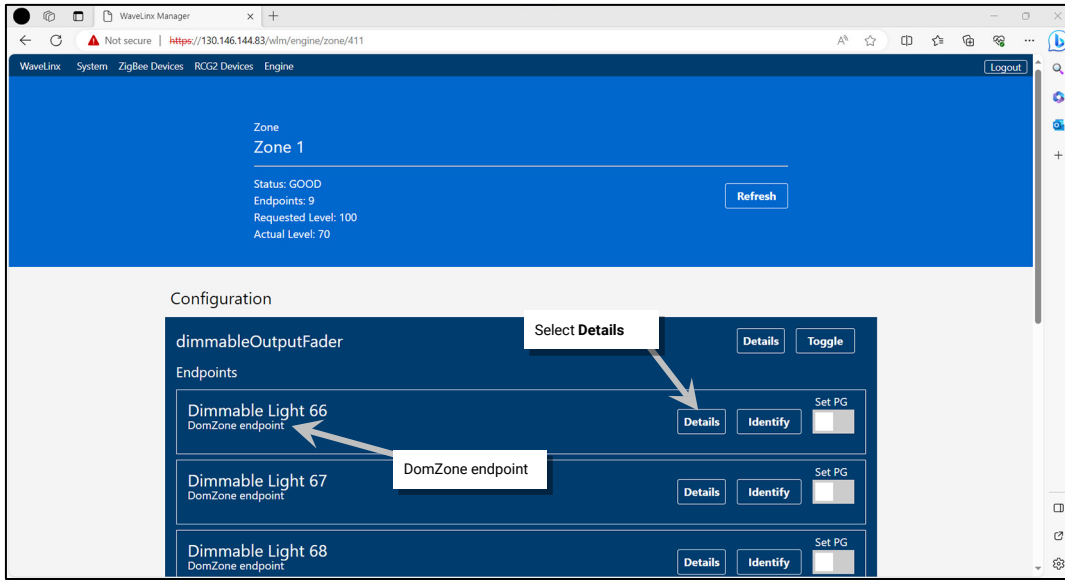 WaveLinx Manager
Not secure | https://130.146.144.83/wlm/engine/zone/411
WaveLinx System ZigBee Devices RCG2 Devices Engine Logout
Zone
Zone 1
Status: GOOD
Endpoints: 9
Refresh
Requested Level: 100
Actual Level: 70
Configuration
Select Details
dimmableOutputFader
Details Toggle
Endpoints
Dimmable Light 66
DomZone endpoint
Details Identify
Set PG
DomZone endpoint
Dimmable Light 67
DomZone endpoint
Details Identify
Set PG
Dimmable Light 68
DomZone endpoint
Details Identify
Set PG